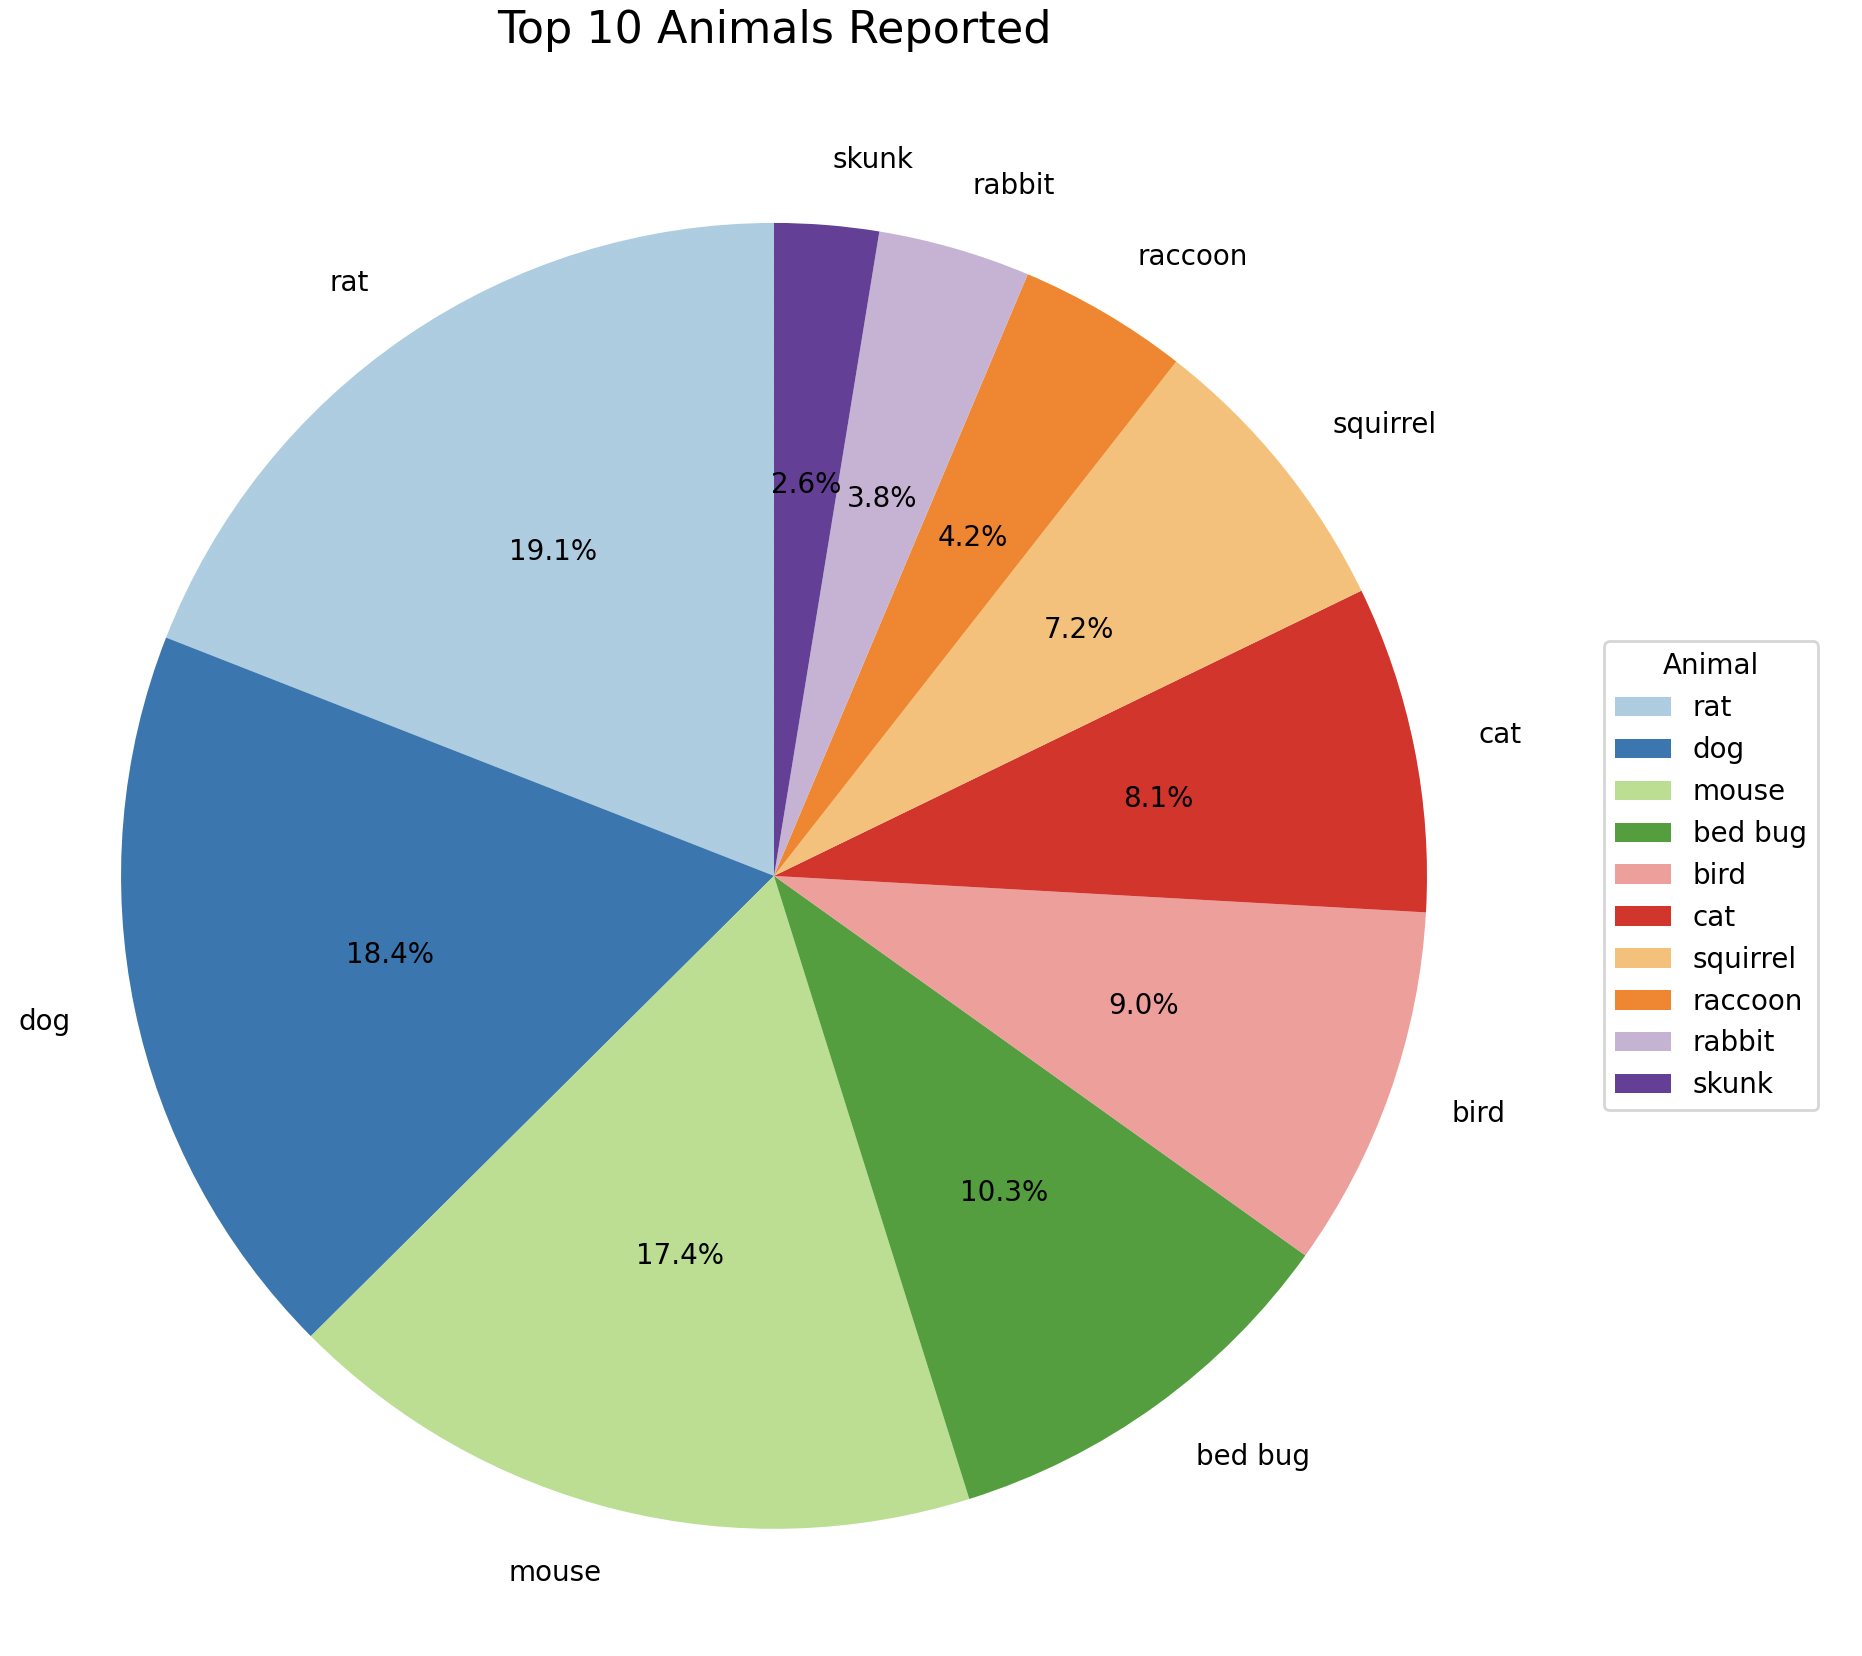 Top 10 Animals Reported
skunk
rabbit
raccoon
rat
squirrel
2.6%
3.8%
4.2%
19.1%
7.2%
cat
8.1%
18.4%
9.0%
dog
bird
10.3%
17.4%
bed bug
mouse
Animal
rat
dog
mouse
bed bug
bird
cat
squirrel
raccoon
rabbit
skunk